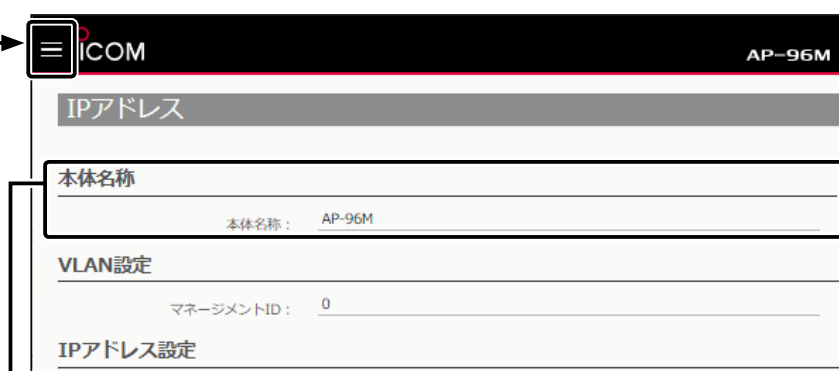 ICOM
AP-96M
IPアドレス
本体名称
本体名称 : AP-96M
VLAN設定
マネージメントID : 0
IPアドレス設定